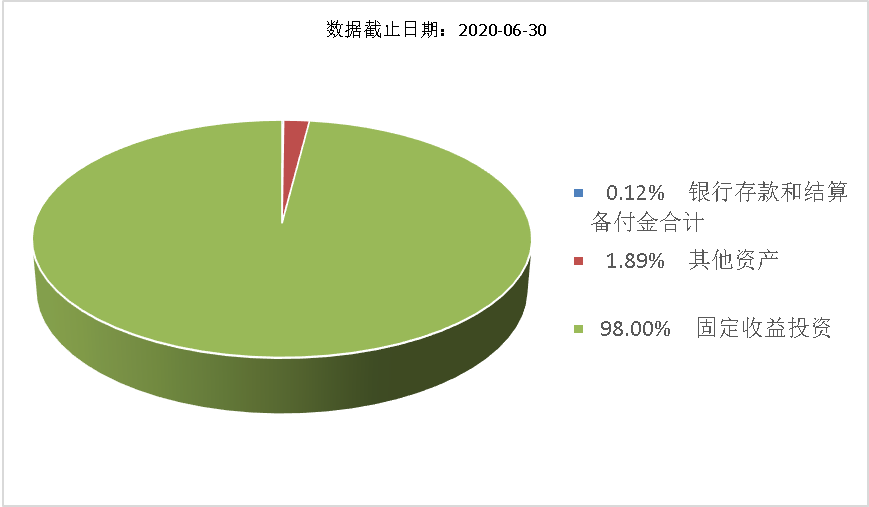 数据截止日期：2020-06-30
0.12% 银行存款和结算
备付金合计
1.89% 其他资产
98.00% 固定收益投资